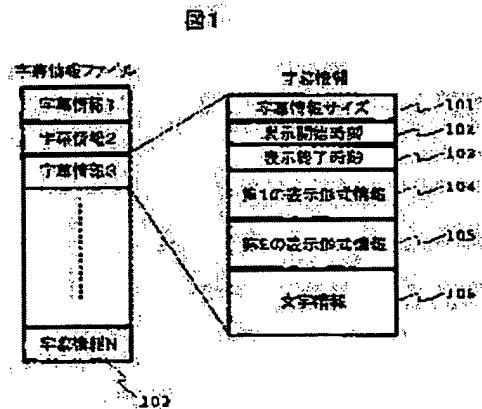 図1
字幕情報ファイル
字幕情報
字幕情報1
字幕情報2
字幕情報3
字幕情報N
字幕情報サイズ
101
表示開始時刻
102
表示終了時刻
103
第1の表示形式情報
104
第2の表示形式情報
105
文字情報
106